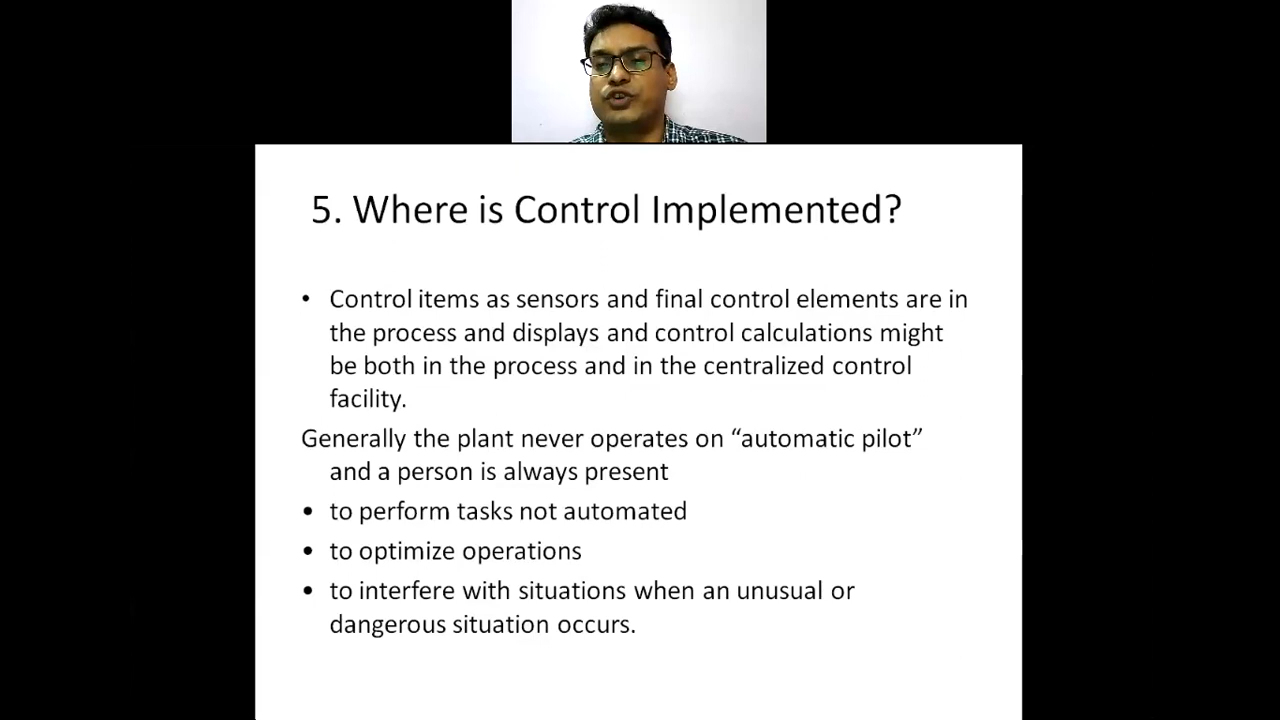 5. Where is Control Implemented?
• Control items as sensors and final control elements are in
the process and displays and control calculations might
be both in the process and in the centralized control
facility.
Generally the plant never operates on “automatic pilot”
and a person is always present
• to perform tasks not automated
• to optimize operations
• to interfere with situations when an unusual or
dangerous situation occurs.